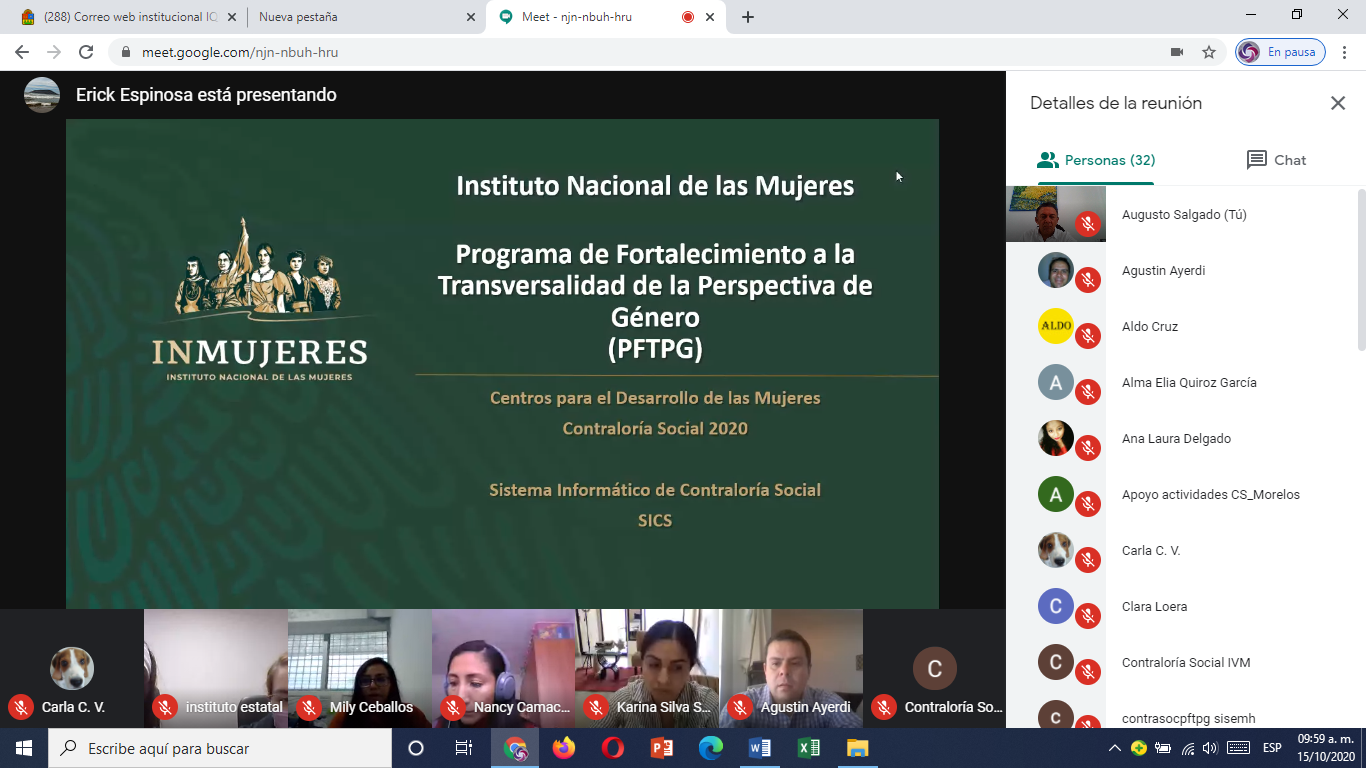 (288) Correo web institucional IQ
Nueva pestaña
Meet - njn-nbuh-hru
meet.google.com/njn-nbuh-hru
En pausa
Erick Espinosa está presentando
Instituto Nacional de las Mujeres
Programa de Fortalecimiento a la
Transversalidad de la Perspectiva de
Género
(PFTPG)
INMUJERES
INSTITUTO NACIONAL DE LAS MUJERES
Centros para el Desarrollo de las Mujeres
Contraloría Social 2020
Sistema Informático de Contraloría Social
SICS
Detalles de la reunión
Personas (32)
Chat
Augusto Salgado (Tú)
Agustin Ayerdi
ALDO
Aldo Cruz
A
Alma Elia Quiroz García
Ana Laura Delgado
A
Apoyo actividades CS_Morelos
Carla C. V.
C
Clara Loera
C
Contraloría Social IVM
C
contrasocpftpg sisemh
Carla C. V.
instituto estatal
Mily Ceballos
Nancy Camac...
Karina Silva S...
Agustin Ayerdi
C
Contraloría So...
Escribe aquí para buscar
ESP
09:59 a. m.
15/10/2020